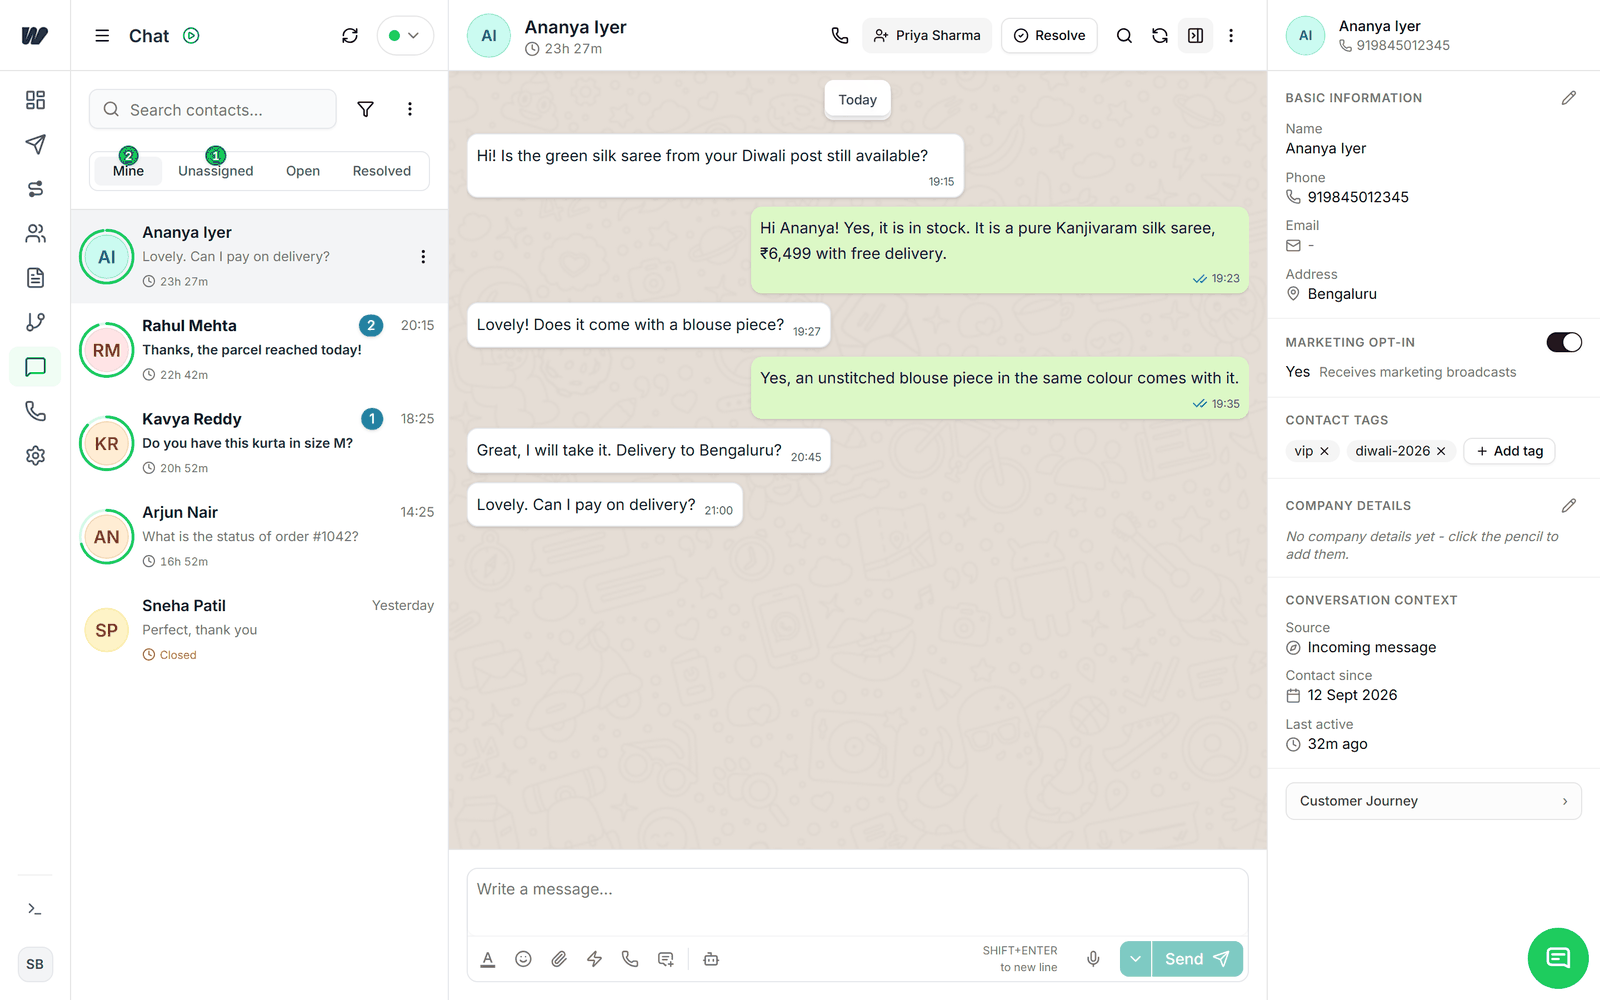 Chat
Search contacts...
2
1
Mine
Unassigned
Open
Resolved
Ananya Iyer
Lovely. Can I pay on delivery?
23h 27m
RM
Rahul Mehta
2
20:15
Thanks, the parcel reached today!
22h 42m
KR
Kavya Reddy
1
18:25
Do you have this kurta in size M?
20h 52m
AN
Arjun Nair
14:25
What is the status of order #1042?
16h 52m
SP
Sneha Patil
Yesterday
Perfect, thank you
Closed
AI
SB
AI
Ananya Iyer
23h 27m
Priya Sharma
Resolve
Today
Hi! Is the green silk saree from your Diwali post still available?
19:15
Hi Ananya! Yes, it is in stock. It is a pure Kanjivaram silk saree,
₹6,499 with free delivery.
19:23
Lovely! Does it come with a blouse piece?
19:27
Yes, an unstitched blouse piece in the same colour comes with it.
19:35
Great, I will take it. Delivery to Bengaluru?
20:45
Lovely. Can I pay on delivery?
21:00
Write a message...
SHIFT+ENTER
to new line
Send
AI
Ananya Iyer
919845012345
BASIC INFORMATION
Name
Ananya Iyer
Phone
919845012345
Email
-
Address
Bengaluru
MARKETING OPT-IN
Yes Receives marketing broadcasts
CONTACT TAGS
vip
diwali-2026
+ Add tag
COMPANY DETAILS
No company details yet - click the pencil to
add them.
CONVERSATION CONTEXT
Source
Incoming message
Contact since
12 Sept 2026
Last active
32m ago
Customer Journey